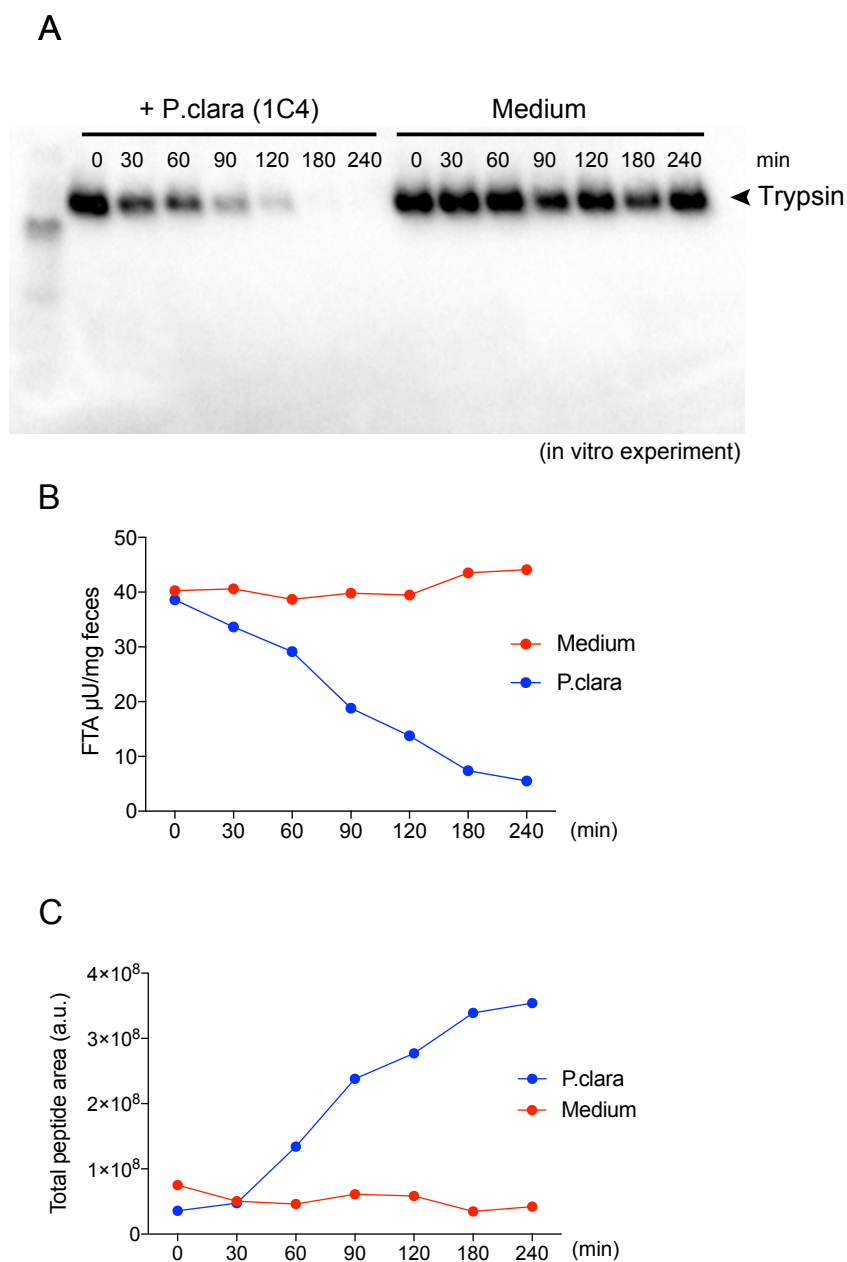 A
+ P.clara (1C4) Medium
0 30 60 90 120 180 240 0 30 60 90 120 180 240 min
Trypsin
(in vitro experiment)
B
FTA µU/mg feces
50
40
30
20
10
0
0 30 60 90 120 180 240 (min)
Medium
P.clara
C
Total peptide area (a.u.)
4×10⁸
3×10⁸
2×10⁸
1×10⁸
0
0 30 60 90 120 180 240 (min)
P.clara
Medium